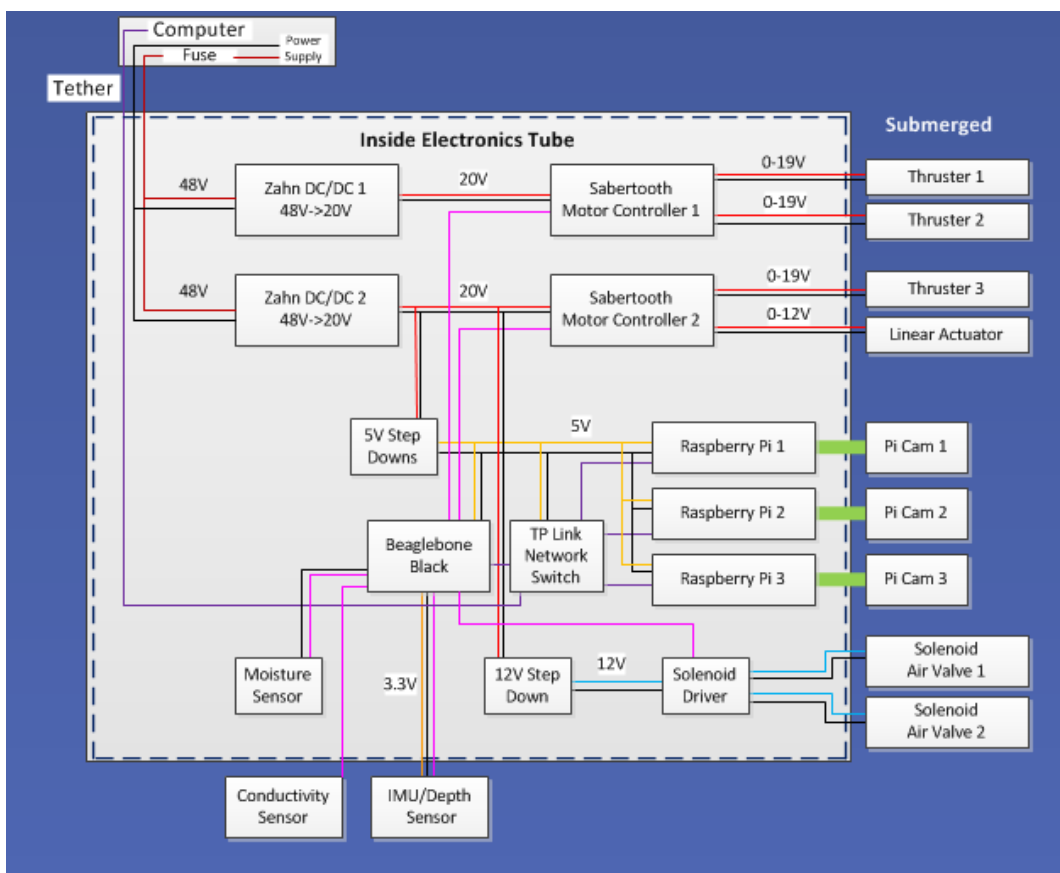 Computer
Power
Supply
Fuse
Tether
Inside Electronics Tube
Submerged
48V
Zahn DC/DC 1
48V->20V
20V
Sabertooth
Motor Controller 1
0-19V
Thruster 1
0-19V
Thruster 2
48V
Zahn DC/DC 2
48V->20V
20V
Sabertooth
Motor Controller 2
0-19V
Thruster 3
0-12V
Linear Actuator
5V Step
Downs
5V
Raspberry Pi 1
Pi Cam 1
Raspberry Pi 2
Pi Cam 2
Beaglebone
Black
TP Link
Network
Switch
Raspberry Pi 3
Pi Cam 3
Moisture
Sensor
3.3V
12V Step
Down
12V
Solenoid
Driver
Solenoid
Air Valve 1
Solenoid
Air Valve 2
Conductivity
Sensor
IMU/Depth
Sensor